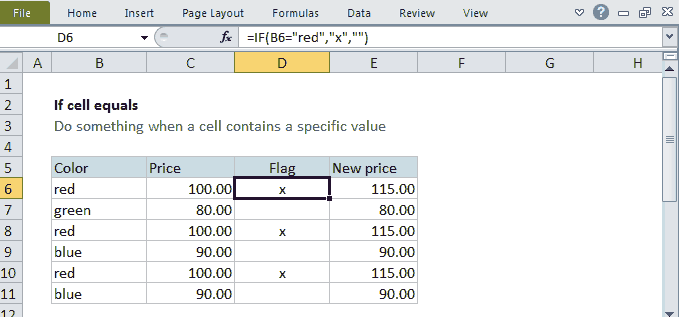 File Home Insert Page Layout Formulas Data Review View ?
D6 fx =IF(B6="red","x","")
A B C D E F G H
1
2 If cell equals
3 Do something when a cell contains a specific value
4
5 Color Price Flag New price
6 red 100.00 x 115.00
7 green 80.00 80.00
8 red 100.00 x 115.00
9 blue 90.00 90.00
10 red 100.00 x 115.00
11 blue 90.00 90.00
12